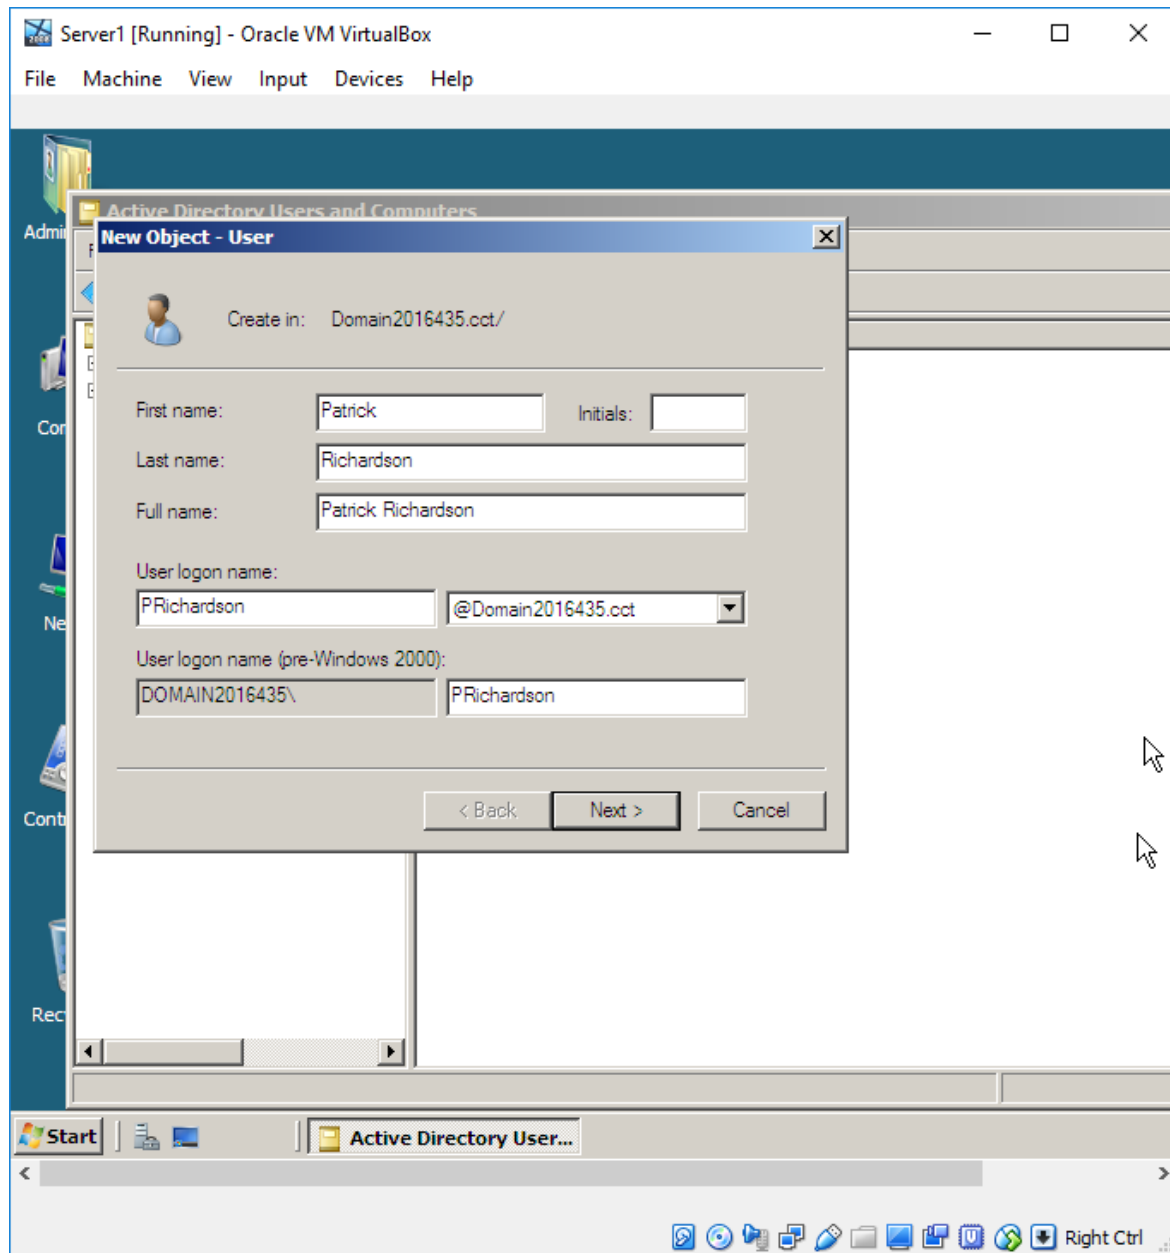 Server1 [Running] - Oracle VM VirtualBox
File Machine View Input Devices Help
Active Directory Users and Computers
New Object - User
Create in: Domain2016435.cct/
First name: Patrick Initials:
Last name: Richardson
Full name: Patrick Richardson
User logon name:
PRichardson @Domain2016435.cct
User logon name (pre-Windows 2000):
DOMAIN2016435\ PRichardson
< Back Next > Cancel
Start Active Directory User...
Right Ctrl